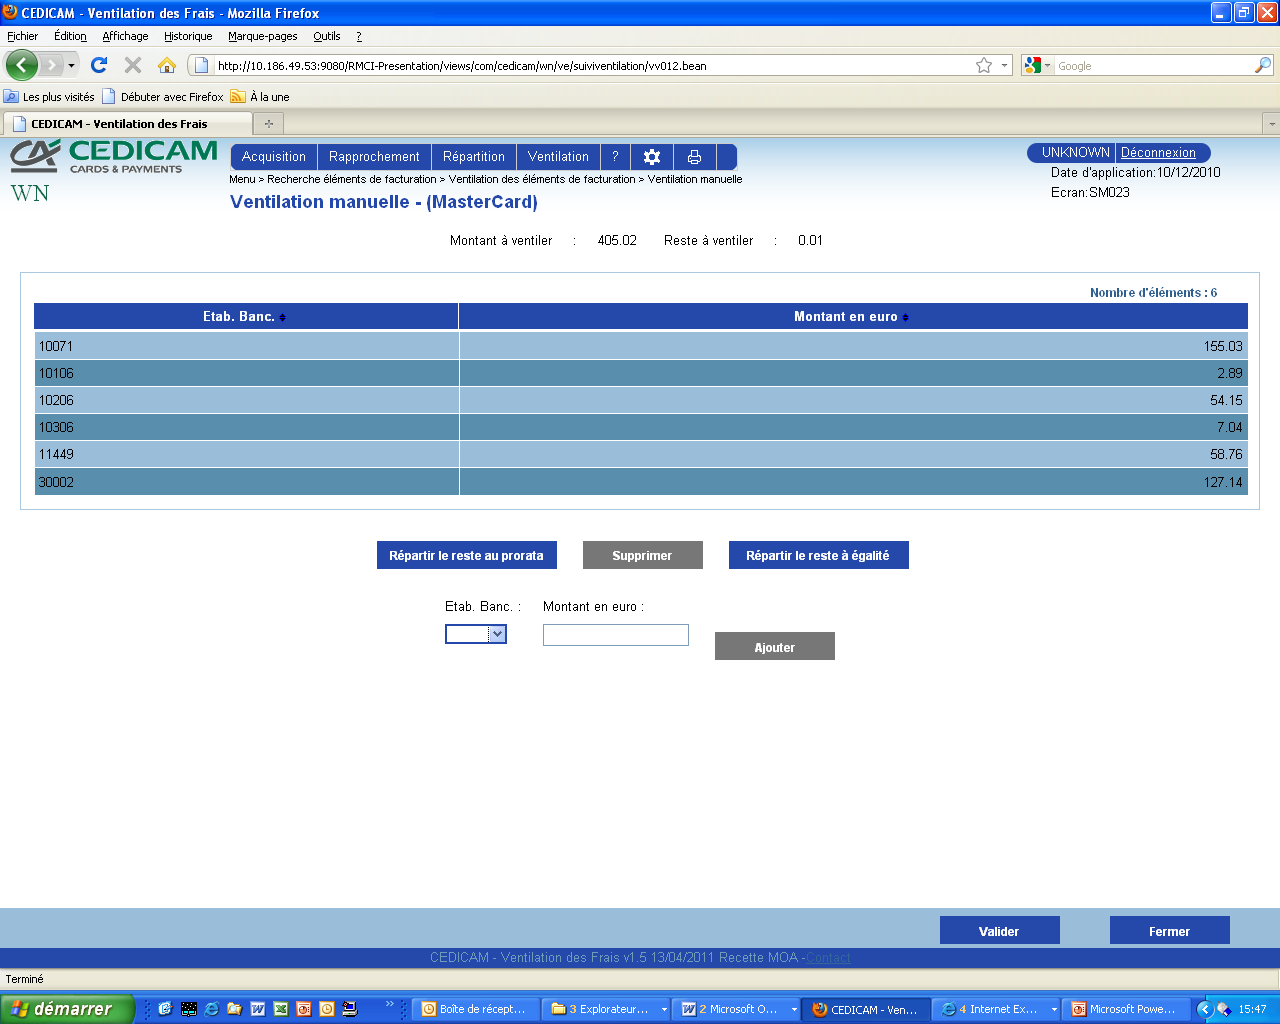 CEDICAM - Ventilation des Frais - Mozilla Firefox
Fichier Édition Affichage Historique Marque-pages Outils ?
http://10.186.49.53:9080/RMCI-Presentation/views/com/cedicam/wn/ve/suiviventilation/vv012.bean
Google
Les plus visités Débuter avec Firefox À la une
CEDICAM - Ventilation des Frais
CA CEDICAM
CARDS & PAYMENTS
WN
Acquisition Rapprochement Répartition Ventilation ?
UNKNOWN Déconnexion
Date d'application:10/12/2010
Ecran:SM023
Menu > Recherche éléments de facturation > Ventilation des éléments de facturation > Ventilation manuelle
Ventilation manuelle - (MasterCard)
Montant à ventiler : 405.02 Reste à ventiler : 0.01
Nombre d'éléments : 6
Etab. Banc. Montant en euro
10071 155.03
10106 2.89
10206 54.15
10306 7.04
11449 58.76
30002 127.14
Répartir le reste au prorata Supprimer Répartir le reste à égalité
Etab. Banc. : Montant en euro :
Ajouter
Valider Fermer
CEDICAM - Ventilation des Frais v1.5 13/04/2011 Recette MOA -Contact
Terminé
démarrer Boîte de récept... 3 Explorateur... 2 Microsoft O... CEDICAM - Ven... 4 Internet Ex... Microsoft Powe... 15:47